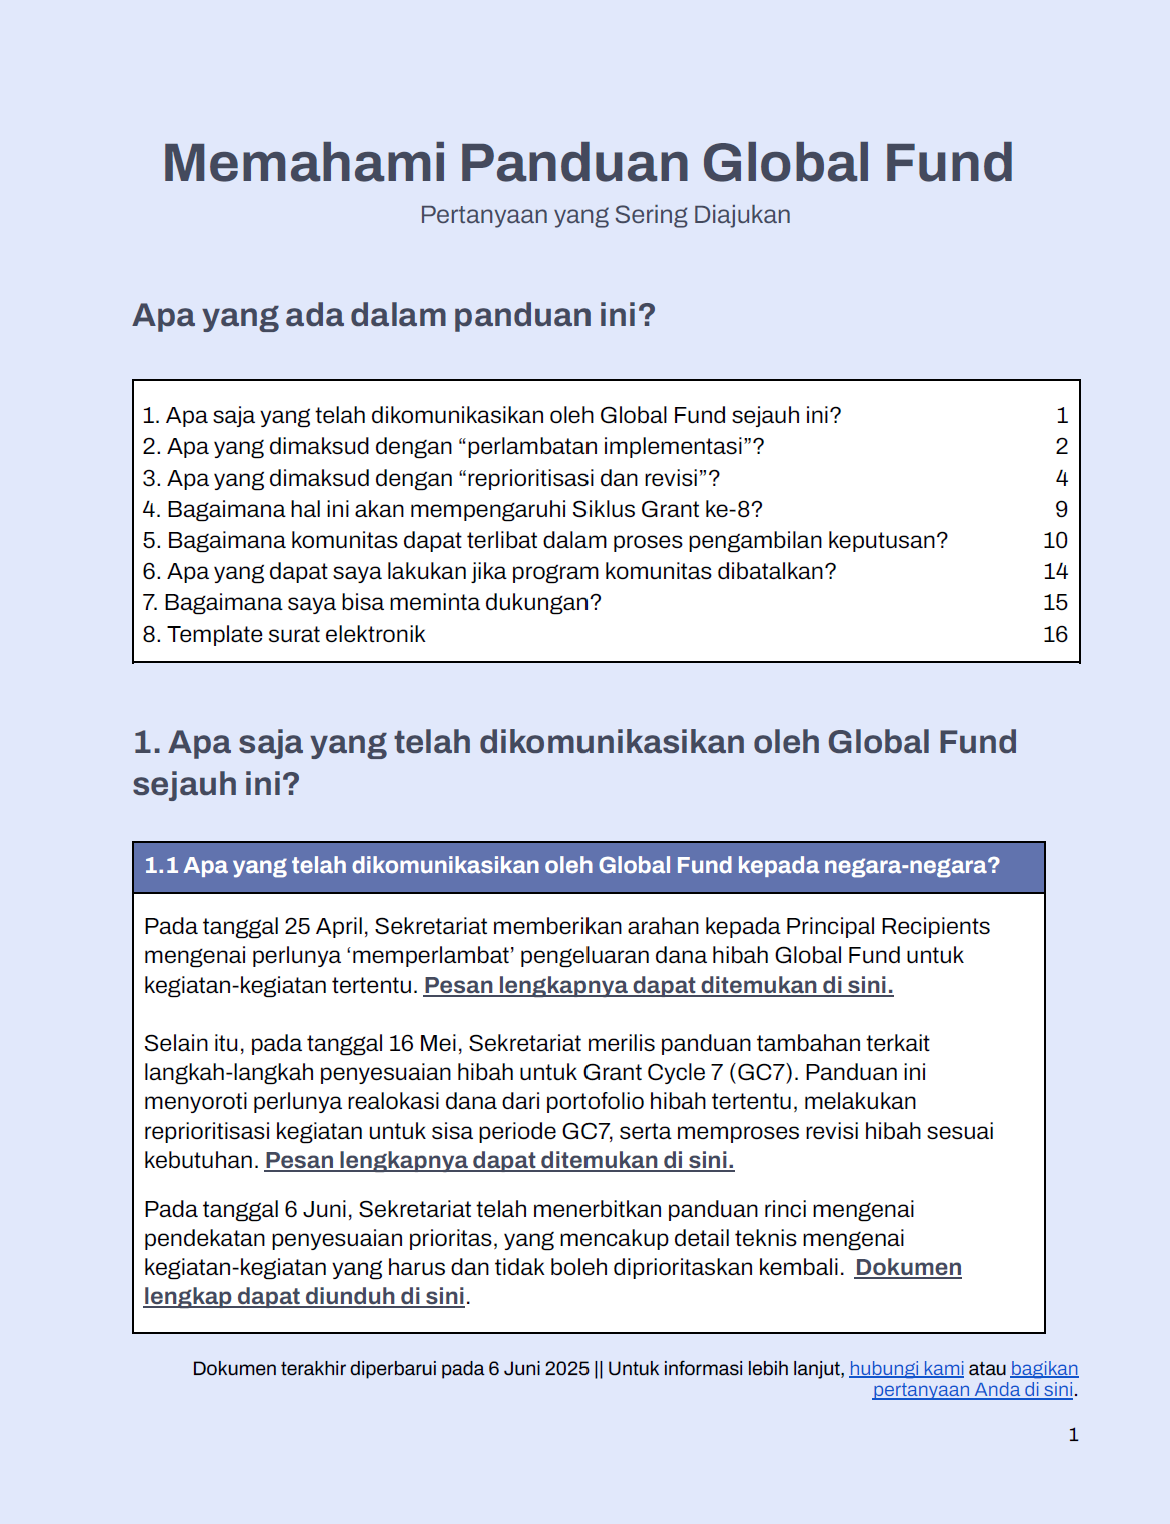 Memahami Panduan Global Fund
Pertanyaan yang Sering Diajukan
Apa yang ada dalam panduan ini?
1. Apa saja yang telah dikomunikasikan oleh Global Fund sejauh ini? 1
2. Apa yang dimaksud dengan “perlambatan implementasi”? 2
3. Apa yang dimaksud dengan “reprioritisasi dan revisi”? 4
4. Bagaimana hal ini akan mempengaruhi Siklus Grant ke-8? 9
5. Bagaimana komunitas dapat terlibat dalam proses pengambilan keputusan? 10
6. Apa yang dapat saya lakukan jika program komunitas dibatalkan? 14
7. Bagaimana saya bisa meminta dukungan? 15
8. Template surat elektronik 16
1. Apa saja yang telah dikomunikasikan oleh Global Fund
sejauh ini?
1.1 Apa yang telah dikomunikasikan oleh Global Fund kepada negara-negara?
Pada tanggal 25 April, Sekretariat memberikan arahan kepada Principal Recipients
mengenai perlunya ‘memperlambat’ pengeluaran dana hibah Global Fund untuk
kegiatan-kegiatan tertentu. Pesan lengkapnya dapat ditemukan di sini.
Selain itu, pada tanggal 16 Mei, Sekretariat merilis panduan tambahan terkait
langkah-langkah penyesuaian hibah untuk Grant Cycle 7 (GC7). Panduan ini
menyoroti perlunya realokasi dana dari portofolio hibah tertentu, melakukan
reprioritisasi kegiatan untuk sisa periode GC7, serta memproses revisi hibah sesuai
kebutuhan. Pesan lengkapnya dapat ditemukan di sini.
Pada tanggal 6 Juni, Sekretariat telah menerbitkan panduan rinci mengenai
pendekatan penyesuaian prioritas, yang mencakup detail teknis mengenai
kegiatan-kegiatan yang harus dan tidak boleh diprioritaskan kembali. Dokumen
lengkap dapat diunduh di sini.
Dokumen terakhir diperbarui pada 6 Juni 2025 || Untuk informasi lebih lanjut, hubungi kami atau bagikan
pertanyaan Anda di sini.
1